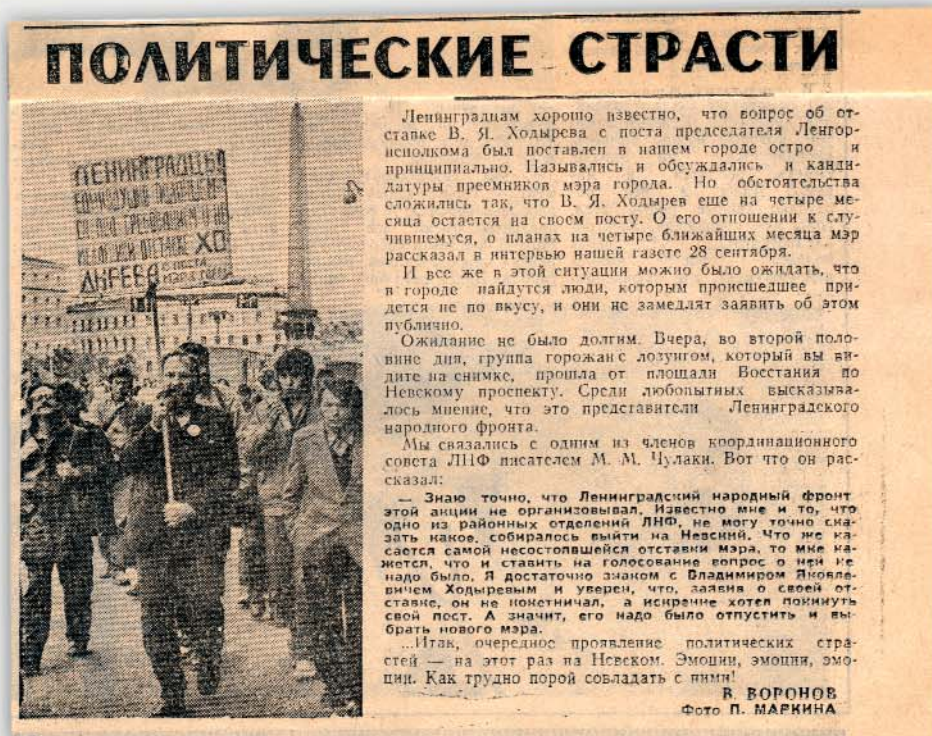 ПОЛИТИЧЕСКИЕ СТРАСТИ
ЛЕНИНГРАДЦЫ
ХО
ДЫРЕВА
Ленинградцам хорошо известно, что вопрос об от-
ставке В. Я. Ходырева с поста председателя Ленгор-
исполкома был поставлен в нашем городе остро и
принципиально. Назывались и обсуждались и канди-
датуры преемников мэра города. Но обстоятельства
сложились так, что В. Я. Ходырев еще на четыре ме-
сяца остается на своем посту. О его отношении к слу-
чившемуся, о планах на четыре ближайших месяца мэр
рассказал в интервью нашей газете 28 сентября.
И все же в этой ситуации можно было ожидать, что
в городе найдутся люди, которым происшедшее при-
дется не по вкусу, и они не замедлят заявить об этом
публично.
Ожидание не было долгим. Вчера, во второй поло-
вине дня, группа горожан с лозунгом, который вы ви-
дите на снимке, прошла от площади Восстания по
Невскому проспекту. Среди любопытных высказыва-
лось мнение, что это представители Ленинградского
народного фронта.
Мы связались с одним из членов координационного
совета ЛНФ писателем М. М. Чулаки. Вот что он рас-
сказал:
— Знаю точно, что Ленинградский народный фронт
этой акции не организовывал. Известно мне и то, что
одно из районных отделений ЛНФ, не могу точно ска-
зать какое, собиралось выйти на Невский. Что же ка-
сается самой несостоявшейся отставки мэра, то мне ка-
жется, что и ставить на голосование вопрос о ней не
надо было. Я достаточно знаком с Владимиром Яковле-
вичем Ходыревым и уверен, что, заявив о своей от-
ставке, он не кокетничал, а искренне хотел покинуть
свой пост. А значит, его надо было отпустить и вы-
брать нового мэра.
...Итак, очередное проявление политических стра-
стей — на этот раз на Невском. Эмоции, эмоции, эмо-
ции. Как трудно порой совладать с ними!
В. ВОРОНОВ
Фото П. МАРКИНА